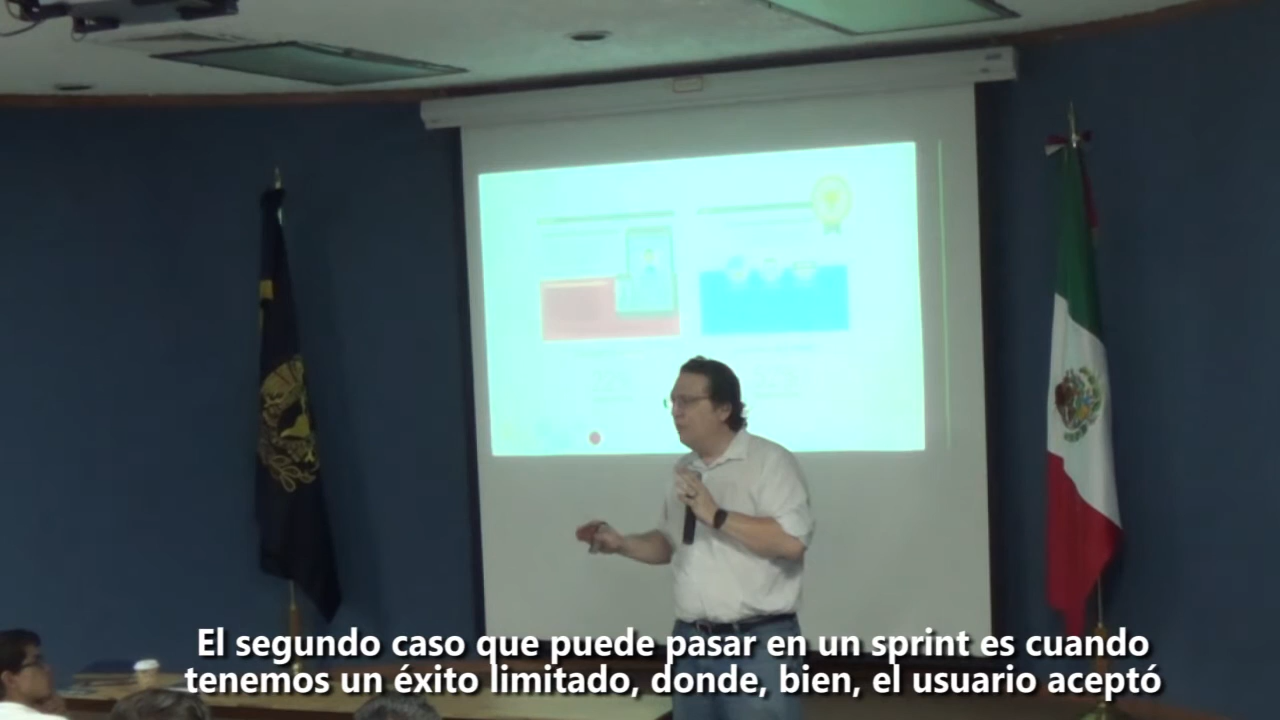 El segundo caso que puede pasar en un sprint es cuando
tenemos un éxito limitado, donde, bien, el usuario aceptó